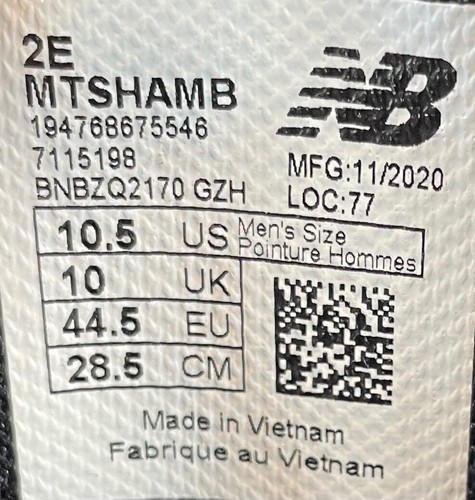 2E
MTSHAMB
194768675546
7115198
BNBZQ2170 GZH
NB
MFG:11/2020
LOC:77
10.5 US Men's Size
Pointure Hommes
10 UK
44.5 EU
28.5 CM
Made in Vietnam
Fabrique au Vietnam